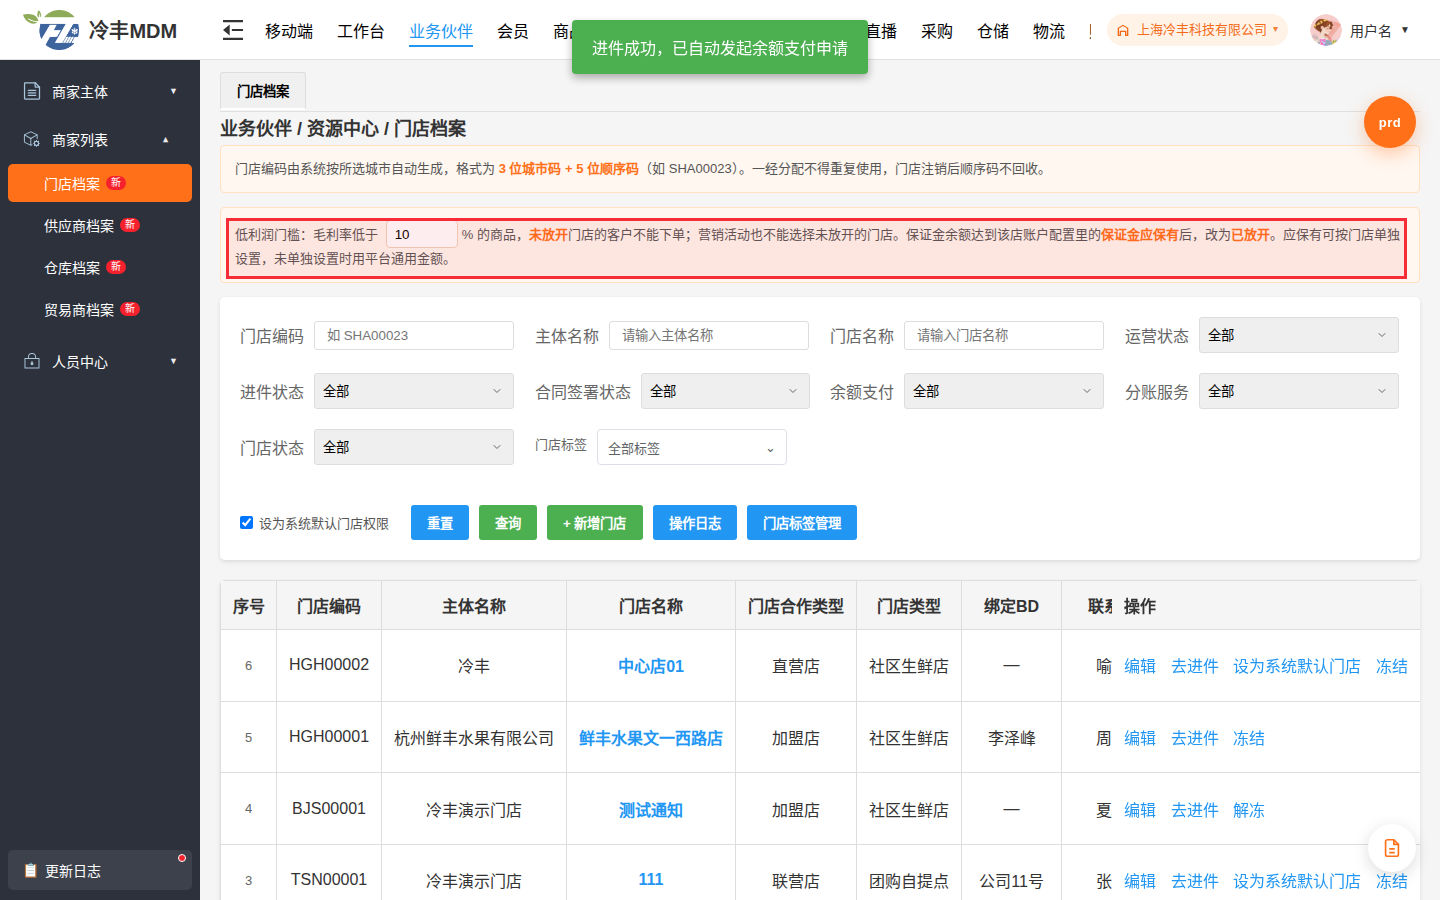 冷丰MDM
移动端 工作台 业务伙伴 会员 商 直播 采购 仓储 物流
进件成功，已自动发起余额支付申请
上海冷丰科技有限公司 ▼
用户名 ▼
商家主体 ▼
商家列表 ▲
门店档案 新
供应商档案 新
仓库档案 新
贸易商档案 新
人员中心 ▼
📋 更新日志
门店档案
业务伙伴 / 资源中心 / 门店档案
prd
门店编码由系统按所选城市自动生成，格式为 3 位城市码 + 5 位顺序码（如 SHA00023）。一经分配不得重复使用，门店注销后顺序码不回收。
低利润门槛：毛利率低于 10 % 的商品，未放开门店的客户不能下单；营销活动也不能选择未放开的门店。保证金余额达到该店账户配置里的保证金应保有后，改为已放开。应保有可按门店单独
设置，未单独设置时用平台通用金额。
门店编码 如 SHA00023 主体名称 请输入主体名称 门店名称 请输入门店名称 运营状态 全部
进件状态 全部 合同签署状态 全部 余额支付 全部 分账服务 全部
门店状态 全部 门店标签 全部标签
设为系统默认门店权限 重置 查询 + 新增门店 操作日志 门店标签管理
序号 门店编码 主体名称 门店名称 门店合作类型 门店类型 绑定BD 联系 操作
6 HGH00002 冷丰 中心店01 直营店 社区生鲜店 — 喻 编辑 去进件 设为系统默认门店 冻结
5 HGH00001 杭州鲜丰水果有限公司 鲜丰水果文一西路店 加盟店 社区生鲜店 李泽峰 周 编辑 去进件 冻结
4 BJS00001 冷丰演示门店 测试通知 加盟店 社区生鲜店 — 夏 编辑 去进件 解冻
3 TSN00001 冷丰演示门店 111 联营店 团购自提点 公司11号 张 编辑 去进件 设为系统默认门店 冻结